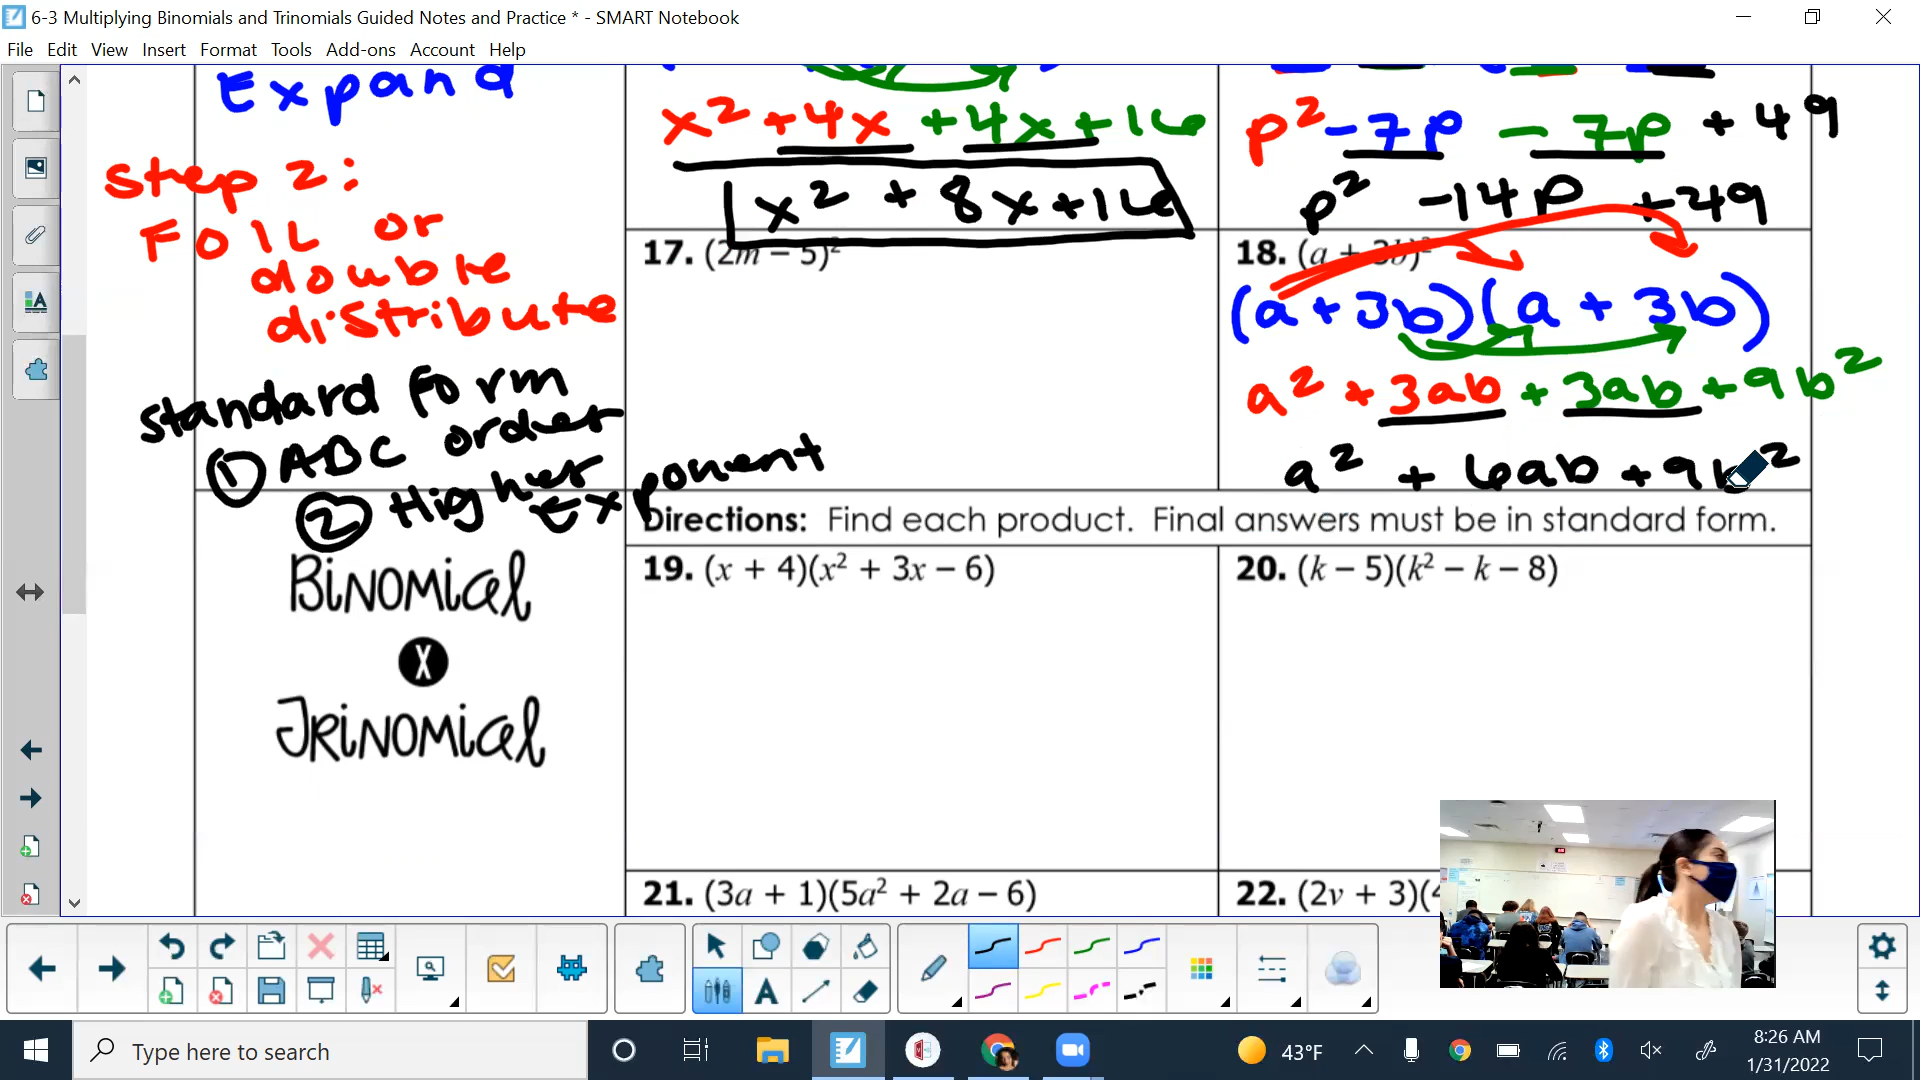 6-3 Multiplying Binomials and Trinomials Guided Notes and Practice * - SMART Notebook
File Edit View Insert Format Tools Add-ons Account Help
Expand
Step 2:
FOIL or
double
distribute
standard form
① ABC order
② Higher
Exponent
x² +4x +4x +16
x² + 8x+16
p² -7p - 7p + 49
p² -14p +49
17. (2m – 5)²
18. (a + 3b)²
(a+3b)(a + 3b)
a² + 3ab + 3ab + 9b²
a² + 6ab + 9b²
Directions: Find each product. Final answers must be in standard form.
Binomial
X
Trinomial
19. (x + 4)(x² + 3x – 6)
20. (k – 5)(k² – k – 8)
21. (3a + 1)(5a² + 2a – 6)
22. (2v + 3)(4
Type here to search
43°F
8:26 AM
1/31/2022